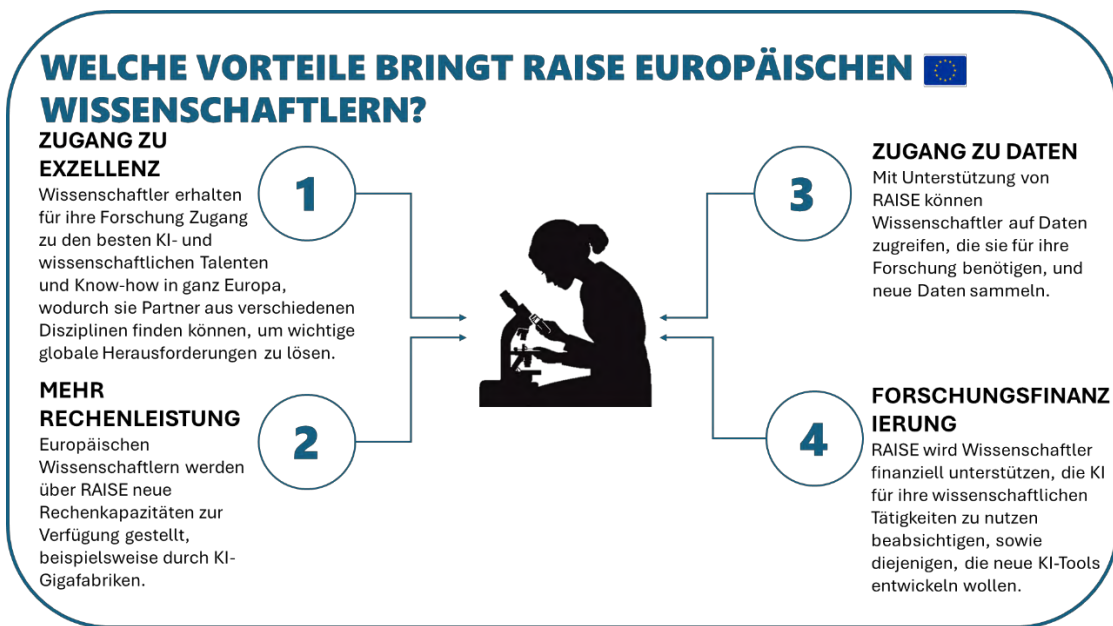 WELCHE VORTEILE BRINGT RAISE EUROPÄISCHEN
WISSENSCHAFTLERN?
ZUGANG ZU
EXZELLENZ
Wissenschaftler erhalten
für ihre Forschung Zugang
zu den besten KI- und
wissenschaftlichen Talenten
und Know-how in ganz Europa,
wodurch sie Partner aus verschiedenen
Disziplinen finden können, um wichtige
globale Herausforderungen zu lösen.
1
MEHR
RECHENLEISTUNG
Europäischen
Wissenschaftlern werden
über RAISE neue
Rechenkapazitäten zur
Verfügung gestellt,
beispielsweise durch KI-
Gigafabriken.
2
3
ZUGANG ZU DATEN
Mit Unterstützung von
RAISE können
Wissenschaftler auf Daten
zugreifen, die sie für ihre
Forschung benötigen, und
neue Daten sammeln.
4
FORSCHUNGSFINANZ
IERUNG
RAISE wird Wissenschaftler
finanziell unterstützen, die KI
für ihre wissenschaftlichen
Tätigkeiten zu nutzen
beabsichtigen, sowie
diejenigen, die neue KI-Tools
entwickeln wollen.